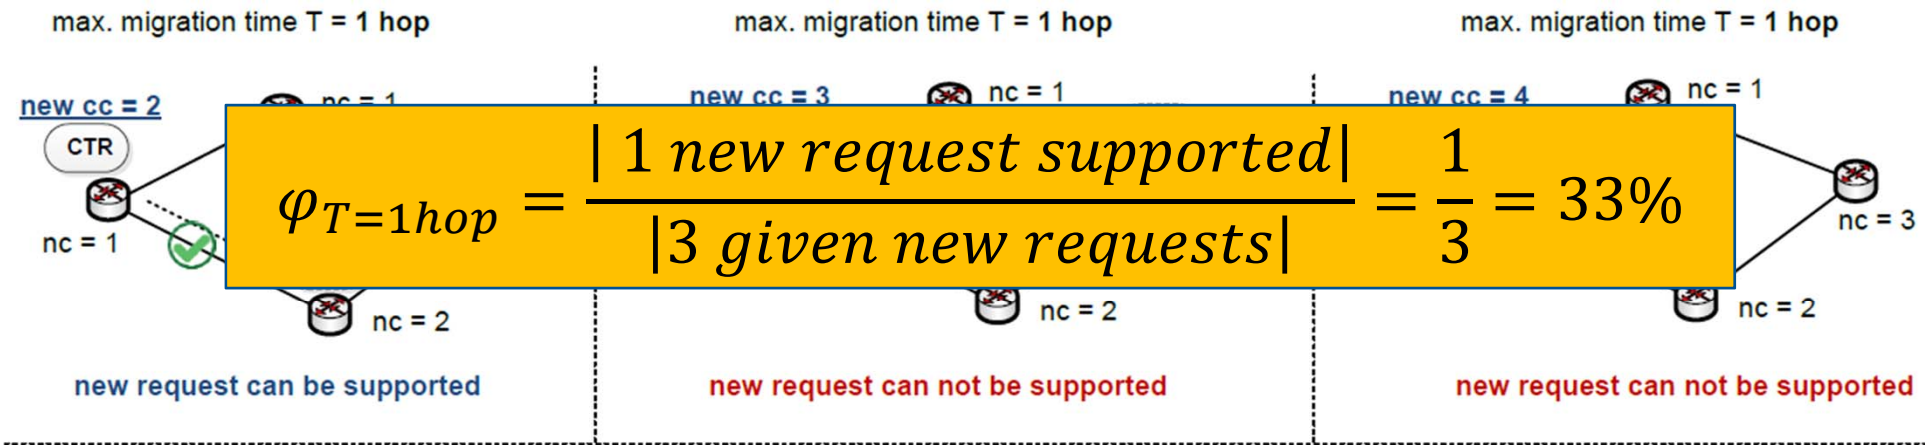 max. migration time T = 1 hop
max. migration time T = 1 hop
max. migration time T = 1 hop
new cc = 2
nc = 1
new cc = 3
nc = 1
new cc = 4
nc = 1
CTR
φ_{T=1hop} = |1 new request supported| / |3 given new requests| = 1/3 = 33%
nc = 1
nc = 3
nc = 2
nc = 2
nc = 2
new request can be supported
new request can not be supported
new request can not be supported